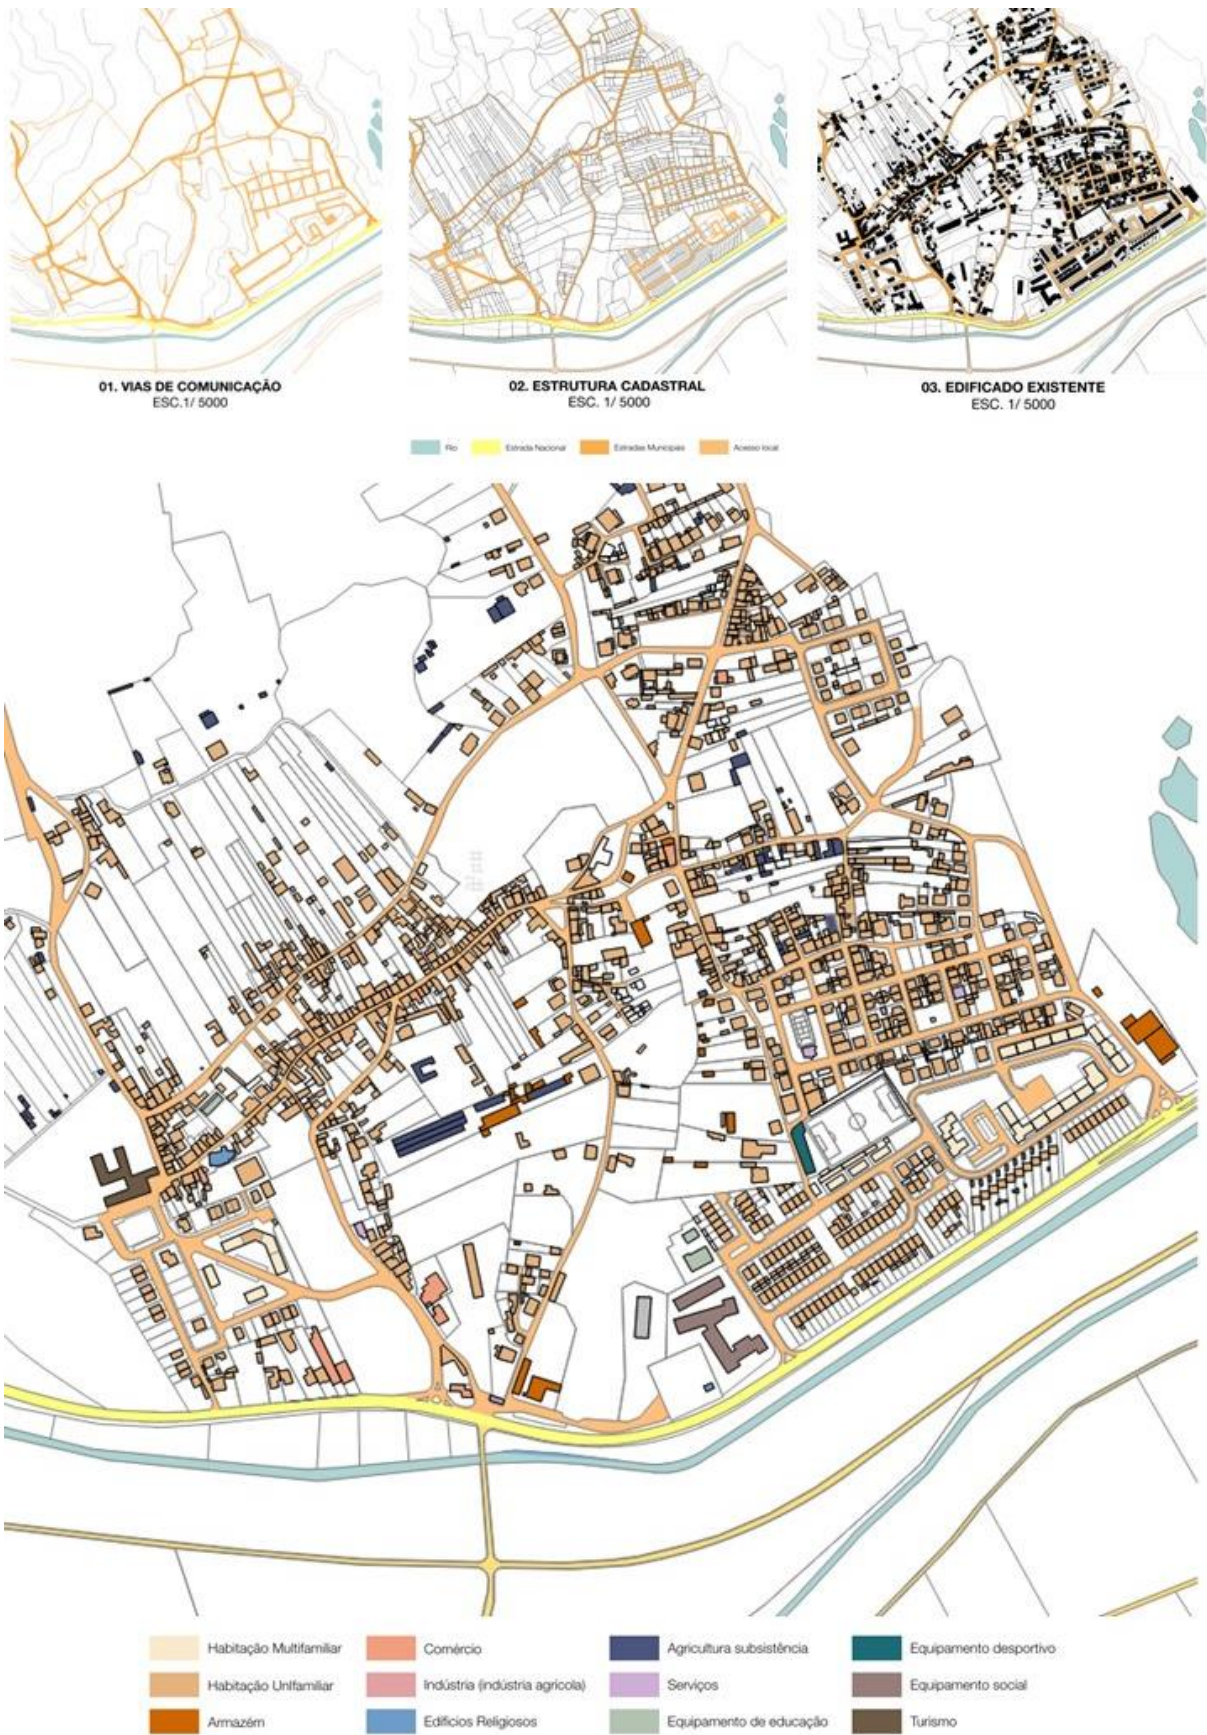 01. VIAS DE COMUNICAÇÃO
ESC.1/ 5000
02. ESTRUTURA CADASTRAL
ESC. 1/ 5000
03. EDIFICADO EXISTENTE
ESC. 1/ 5000
Rio Estrada Nacional Estradas Municipais Acesso local
Habitação Multifamiliar Comércio Agricultura subsistência Equipamento desportivo
Habitação Unifamiliar Indústria (indústria agrícola) Serviços Equipamento social
Armazém Edifícios Religiosos Equipamento de educação Turismo